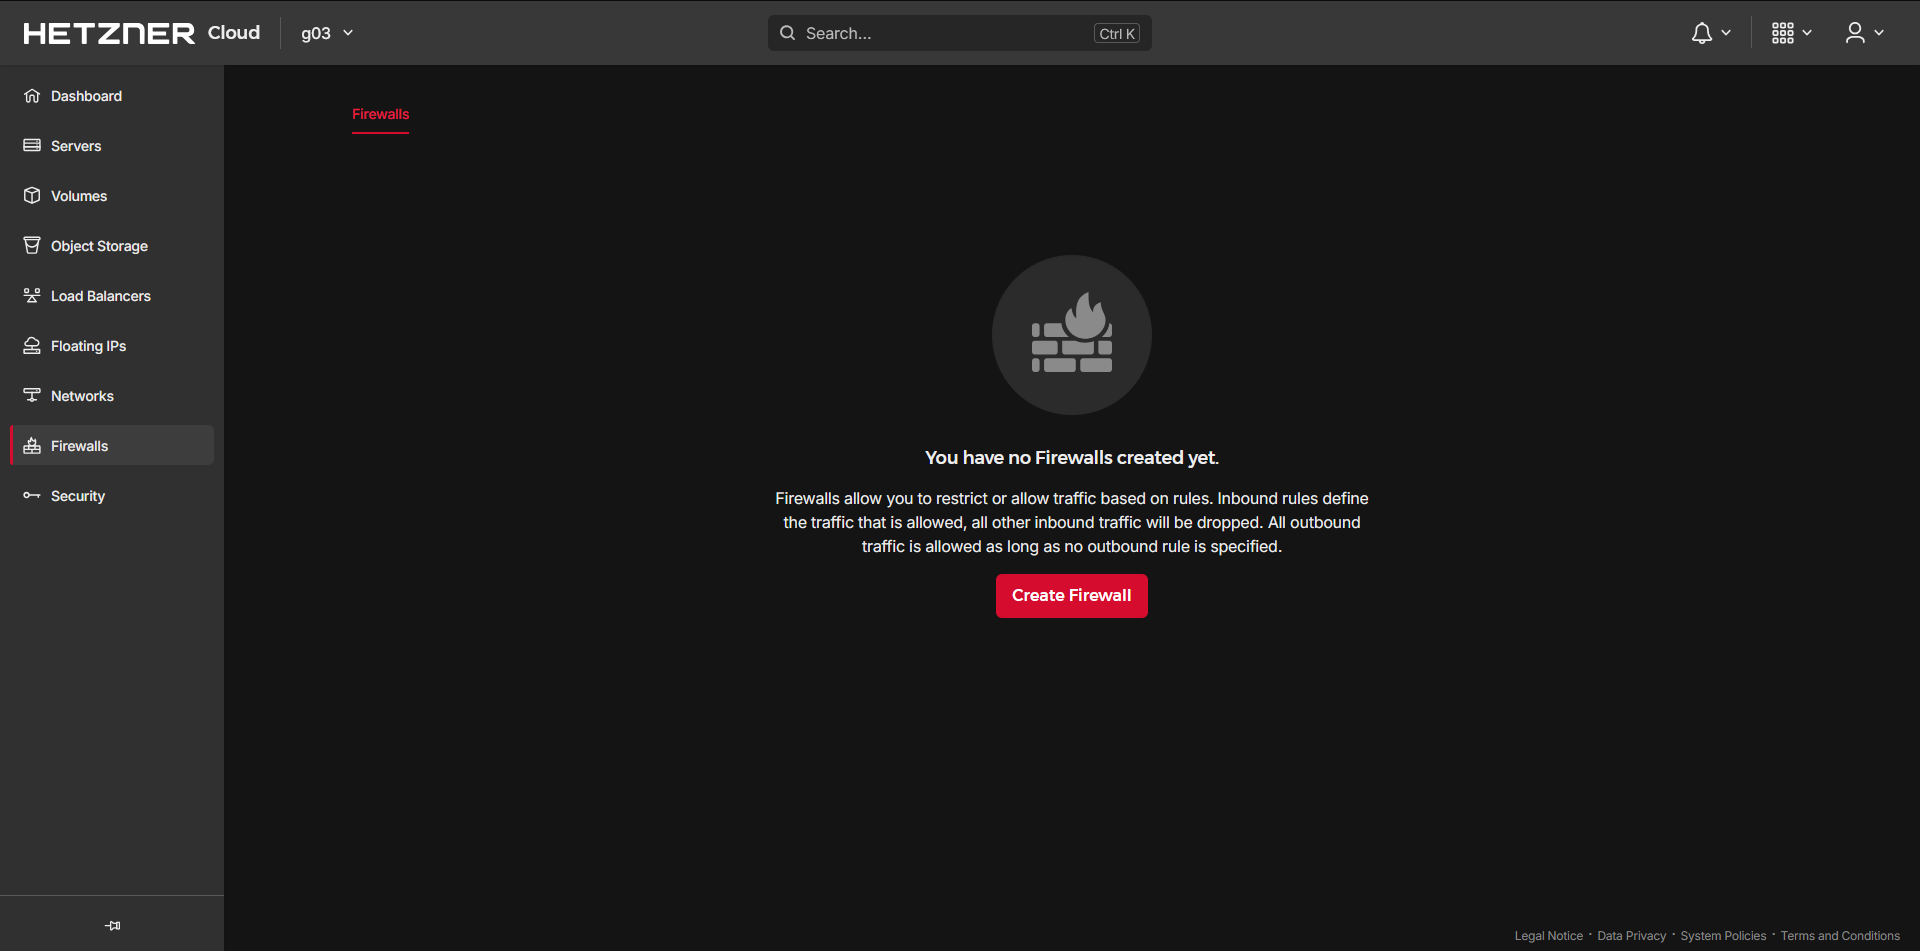 HETZNER Cloud
g03
Search...
Ctrl K
Dashboard
Servers
Volumes
Object Storage
Load Balancers
Floating IPs
Networks
Firewalls
Security
Firewalls
You have no Firewalls created yet.
Firewalls allow you to restrict or allow traffic based on rules. Inbound rules define
the traffic that is allowed, all other inbound traffic will be dropped. All outbound
traffic is allowed as long as no outbound rule is specified.
Create Firewall
Legal Notice · Data Privacy · System Policies · Terms and Conditions